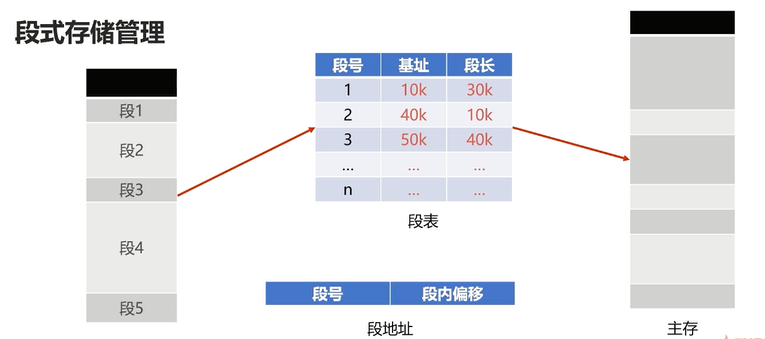 段式存储管理
段1
段2
段3
段4
段5
段号 基址 段长
1 10k 30k
2 40k 10k
3 50k 40k
... ... ...
n ... ...
段表
段号 段内偏移
段地址
主存